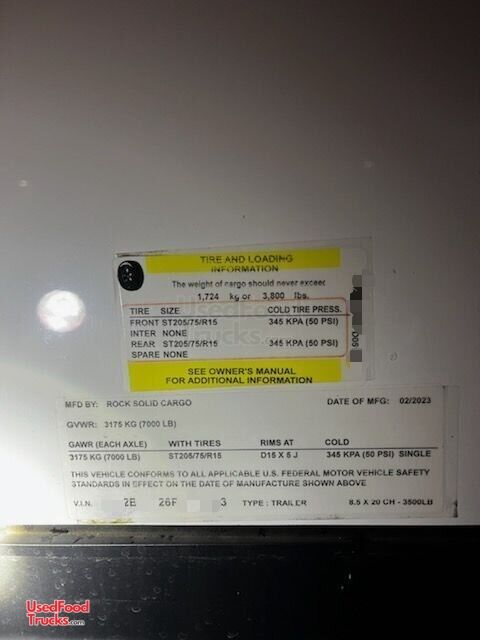 TIRE AND LOADING
INFORMATION
The weight of cargo should never exceed
1,724 kg or 3,800 lbs.
TIRE SIZE COLD TIRE PRESS.
FRONT ST205/75/R15 345 KPA (50 PSI)
INTER NONE
REAR ST205/75/R15 345 KPA (50 PSI)
SPARE NONE
SEE OWNER'S MANUAL
FOR ADDITIONAL INFORMATION
MFD BY: ROCK SOLID CARGO DATE OF MFG: 02/2023
GVWR: 3175 KG (7000 LB)
GAWR (EACH AXLE) WITH TIRES RIMS AT COLD
3175 KG (7000 LB) ST205/75/R15 D15 X 5 J 345 KPA (50 PSI) SINGLE
THIS VEHICLE CONFORMS TO ALL APPLICABLE U.S. FEDERAL MOTOR VEHICLE SAFETY
STANDARDS IN EFFECT ON THE DATE OF MANUFACTURE SHOWN ABOVE
V.I.N. 2E 26F 3 TYPE: TRAILER 8.5 X 20 CH - 3500LB
UsedFood
Trucks.com